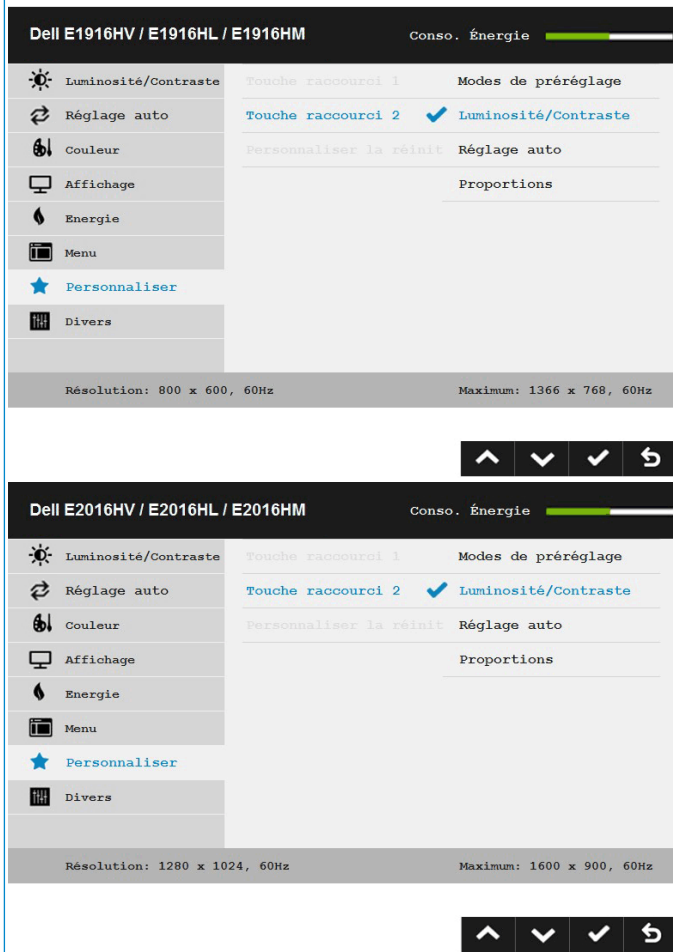 Dell E1916HV / E1916HL / E1916HM Conso. Énergie
Luminosité/Contraste Touche raccourci 1 Modes de préréglage
Réglage auto Touche raccourci 2 Luminosité/Contraste
Couleur Personnaliser la réinit Réglage auto
Affichage Proportions
Energie
Menu
Personnaliser
Divers
Résolution: 800 x 600, 60Hz Maximum: 1366 x 768, 60Hz
Dell E2016HV / E2016HL / E2016HM Conso. Énergie
Luminosité/Contraste Touche raccourci 1 Modes de préréglage
Réglage auto Touche raccourci 2 Luminosité/Contraste
Couleur Personnaliser la réinit Réglage auto
Affichage Proportions
Energie
Menu
Personnaliser
Divers
Résolution: 1280 x 1024, 60Hz Maximum: 1600 x 900, 60Hz